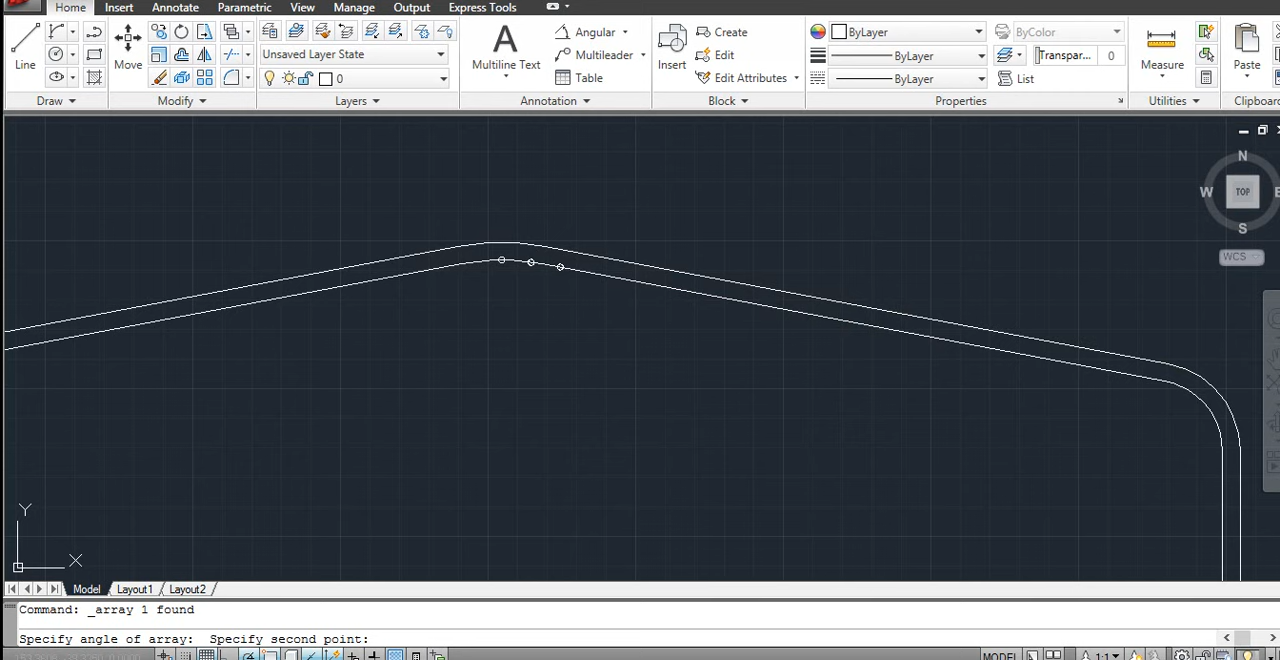 Home Insert Annotate Parametric View Manage Output Express Tools
Line Move Unsaved Layer State 0 Multiline Text Angular Multileader Table Insert Create Edit Edit Attributes ByLayer ByLayer ByLayer ByColor Transpar... 0 List Measure Paste
Draw Modify Layers Annotation Block Properties Utilities Clipboard
N
W TOP E
S
WCS
Y
X
Model Layout1 Layout2
Command: _array 1 found
Specify angle of array: Specify second point:
MODEL 1:1